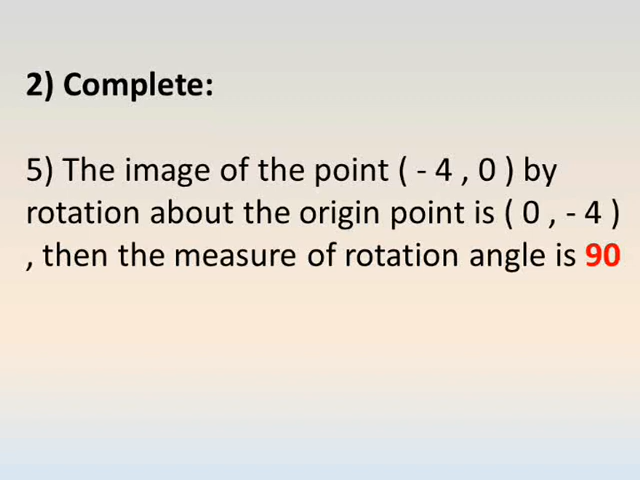 2) Complete:
5) The image of the point ( - 4 , 0 ) by
rotation about the origin point is ( 0 , - 4 )
, then the measure of rotation angle is 90